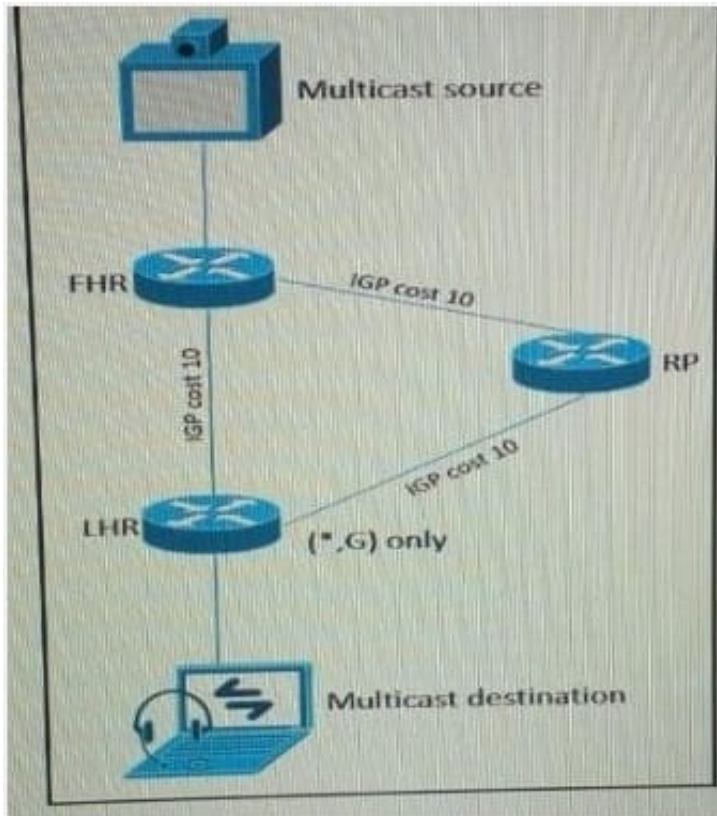 Multicast source
FHR
IGP cost 10
RP
IGP cost 10
IGP cost 10
LHR
(*,G) only
Multicast destination